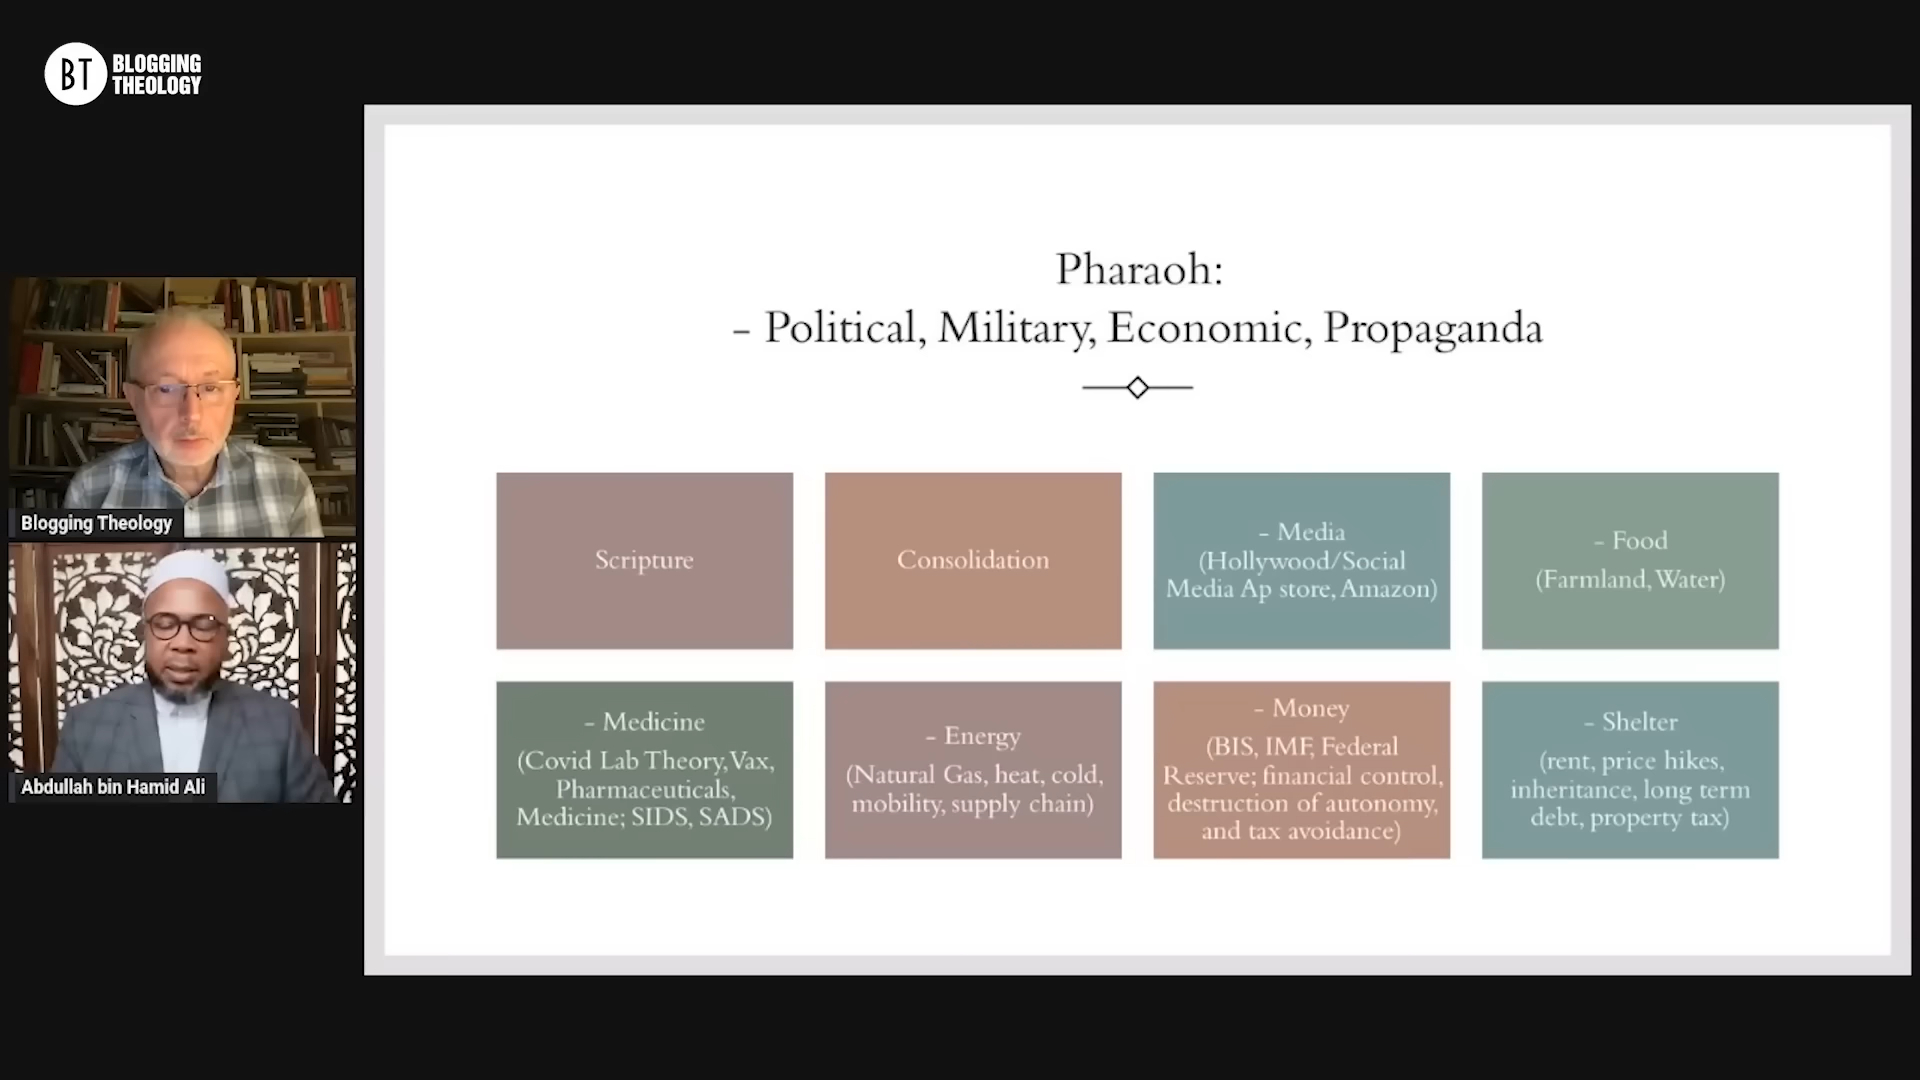 BT BLOGGING
THEOLOGY
Blogging Theology
Abdullah bin Hamid Ali
Pharaoh:
- Political, Military, Economic, Propaganda
Scripture
Consolidation
- Media
(Hollywood/Social
Media Ap store, Amazon)
- Food
(Farmland, Water)
- Medicine
(Covid Lab Theory, Vax,
Pharmaceuticals,
Medicine; SIDS, SADS)
- Energy
(Natural Gas, heat, cold,
mobility, supply chain)
- Money
(BIS, IMF, Federal
Reserve; financial control,
destruction of autonomy,
and tax avoidance)
- Shelter
(rent, price hikes,
inheritance, long term
debt, property tax)